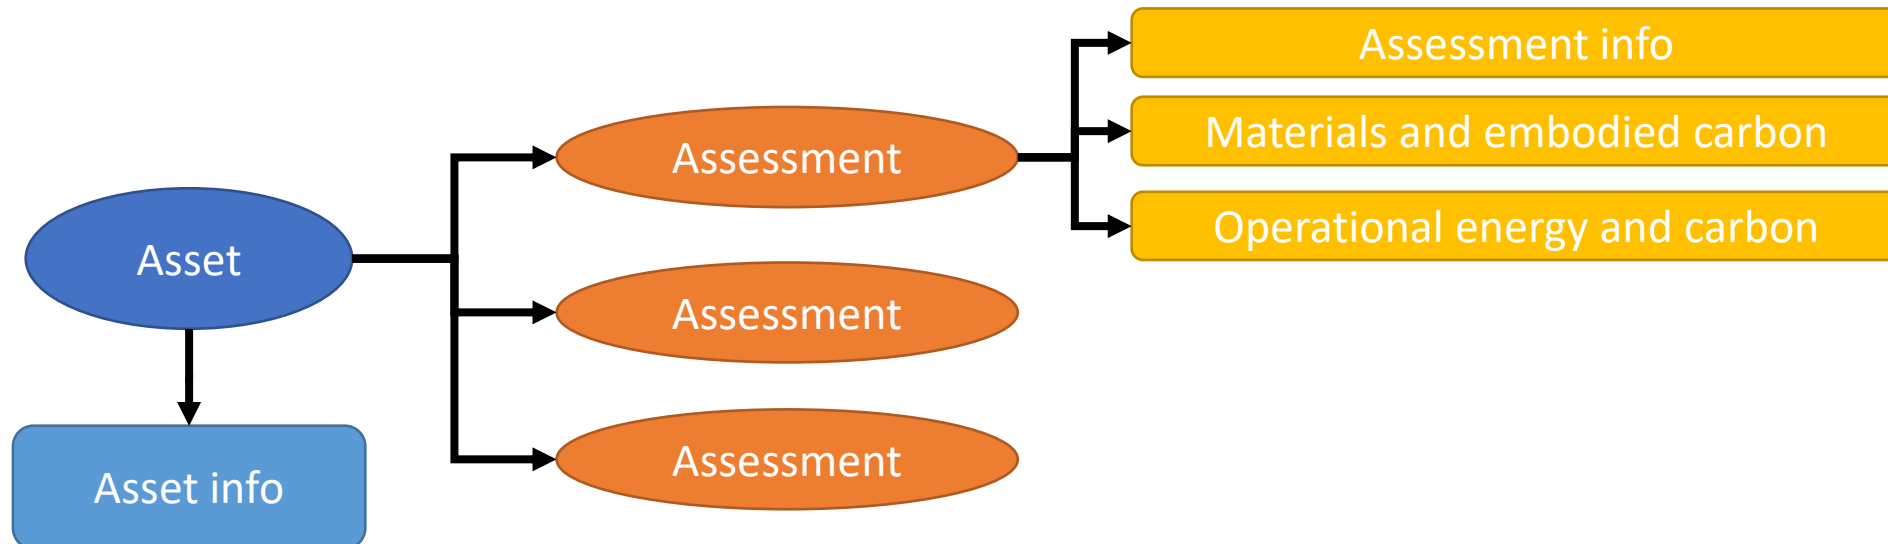 Asset
Asset info
Assessment
Assessment
Assessment
Assessment info
Materials and embodied carbon
Operational energy and carbon